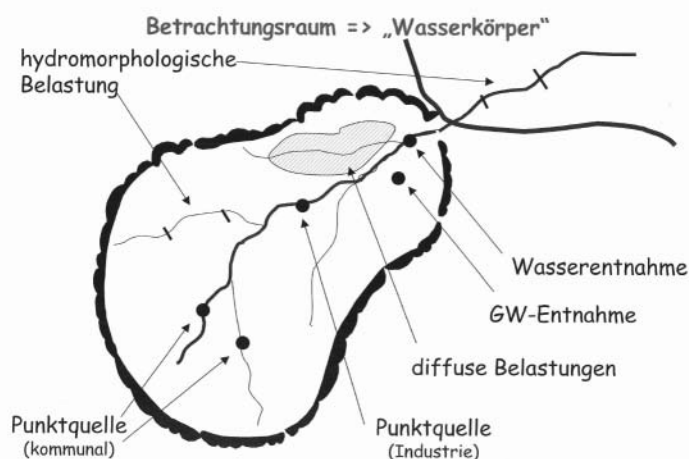 Betrachtungsraum => „Wasserkörper“
hydromorphologische
Belastung
Wasserentnahme
GW-Entnahme
diffuse Belastungen
Punktquelle
(kommunal)
Punktquelle
(Industrie)